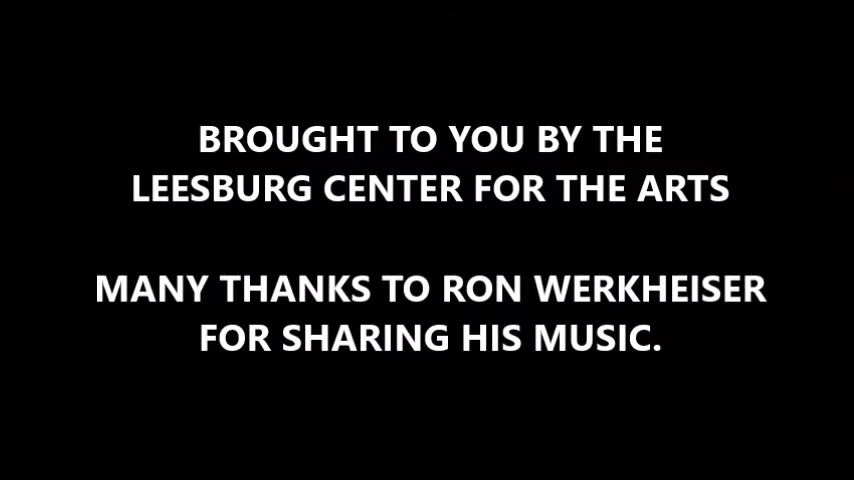 BROUGHT TO YOU BY THE
LEESBURG CENTER FOR THE ARTS
MANY THANKS TO RON WERKHEISER
FOR SHARING HIS MUSIC.